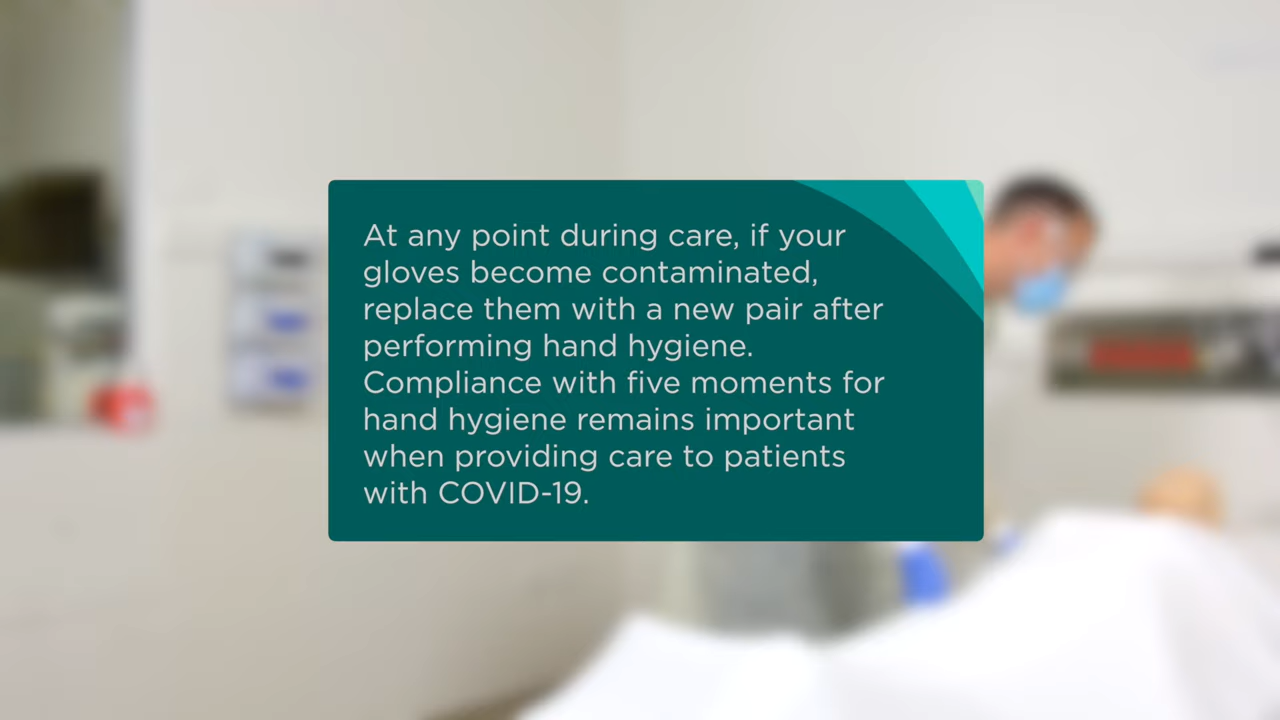 At any point during care, if your
gloves become contaminated,
replace them with a new pair after
performing hand hygiene.
Compliance with five moments for
hand hygiene remains important
when providing care to patients
with COVID-19.